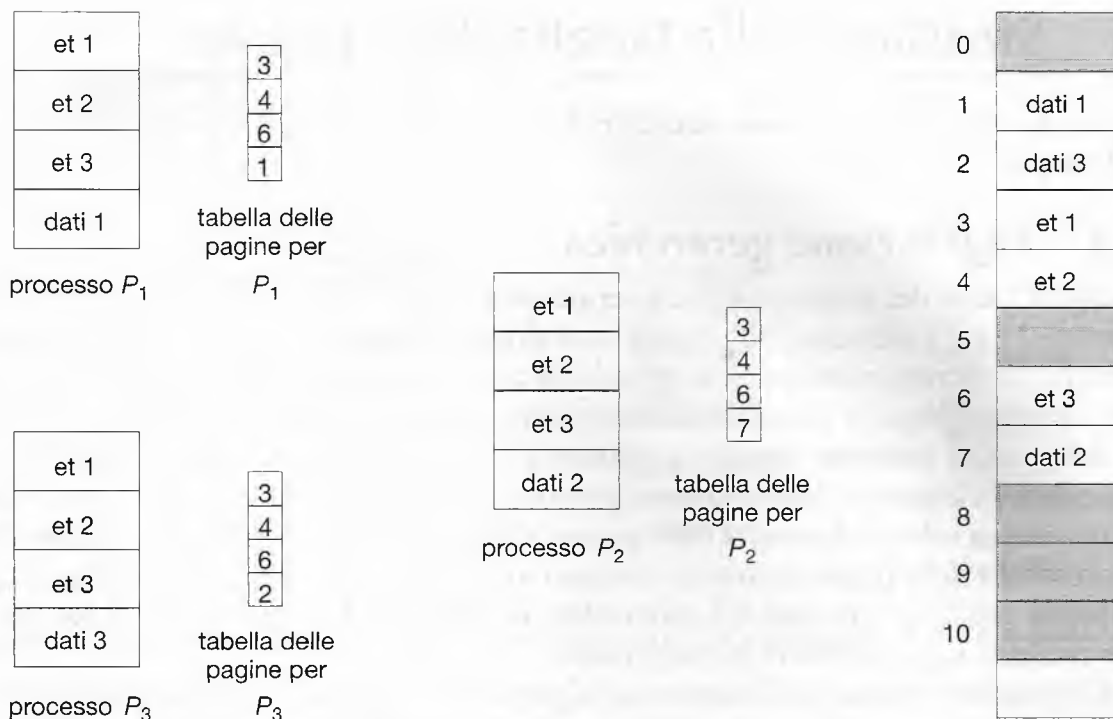 et 1
et 2
et 3
dati 1
processo P1
3
4
6
1
tabella delle
pagine per
P1
et 1
et 2
et 3
dati 2
processo P2
3
4
6
7
tabella delle
pagine per
P2
et 1
et 2
et 3
dati 3
processo P3
3
4
6
2
tabella delle
pagine per
P3
0
1 dati 1
2 dati 3
3 et 1
4 et 2
5
6 et 3
7 dati 2
8
9
10